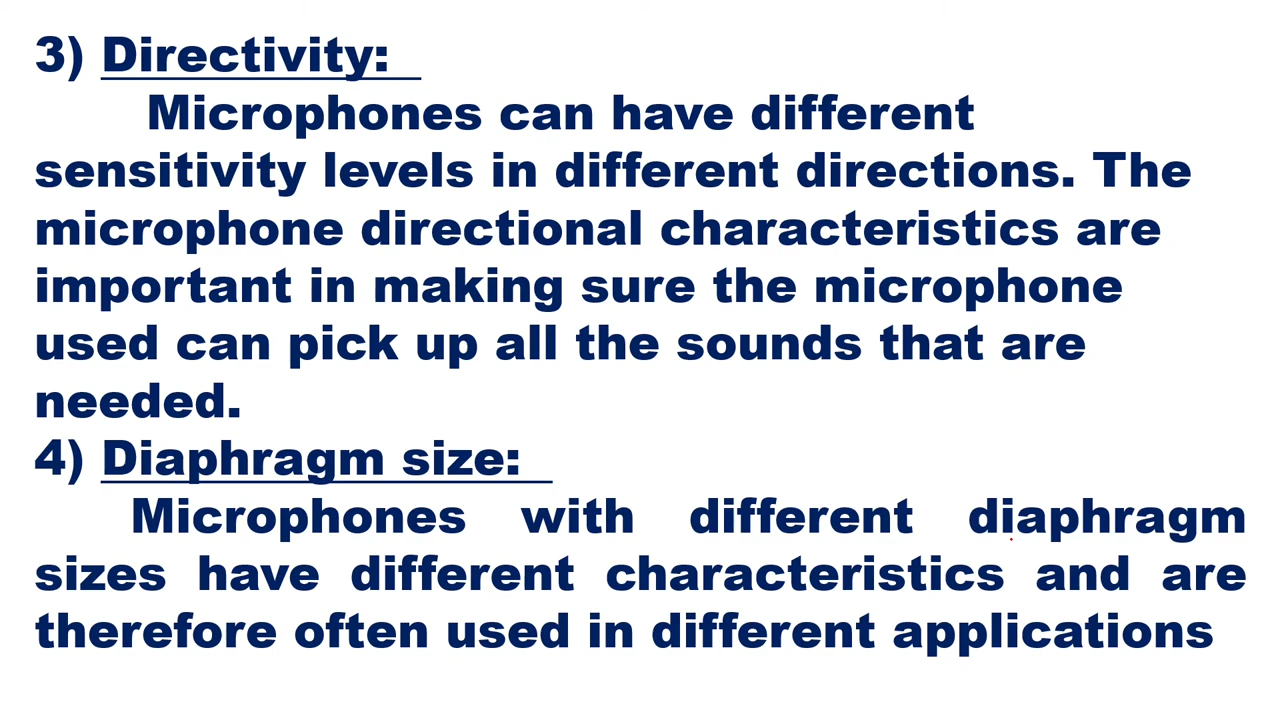 3) Directivity:
Microphones can have different
sensitivity levels in different directions. The
microphone directional characteristics are
important in making sure the microphone
used can pick up all the sounds that are
needed.
4) Diaphragm size:
Microphones with different diaphragm
sizes have different characteristics and are
therefore often used in different applications